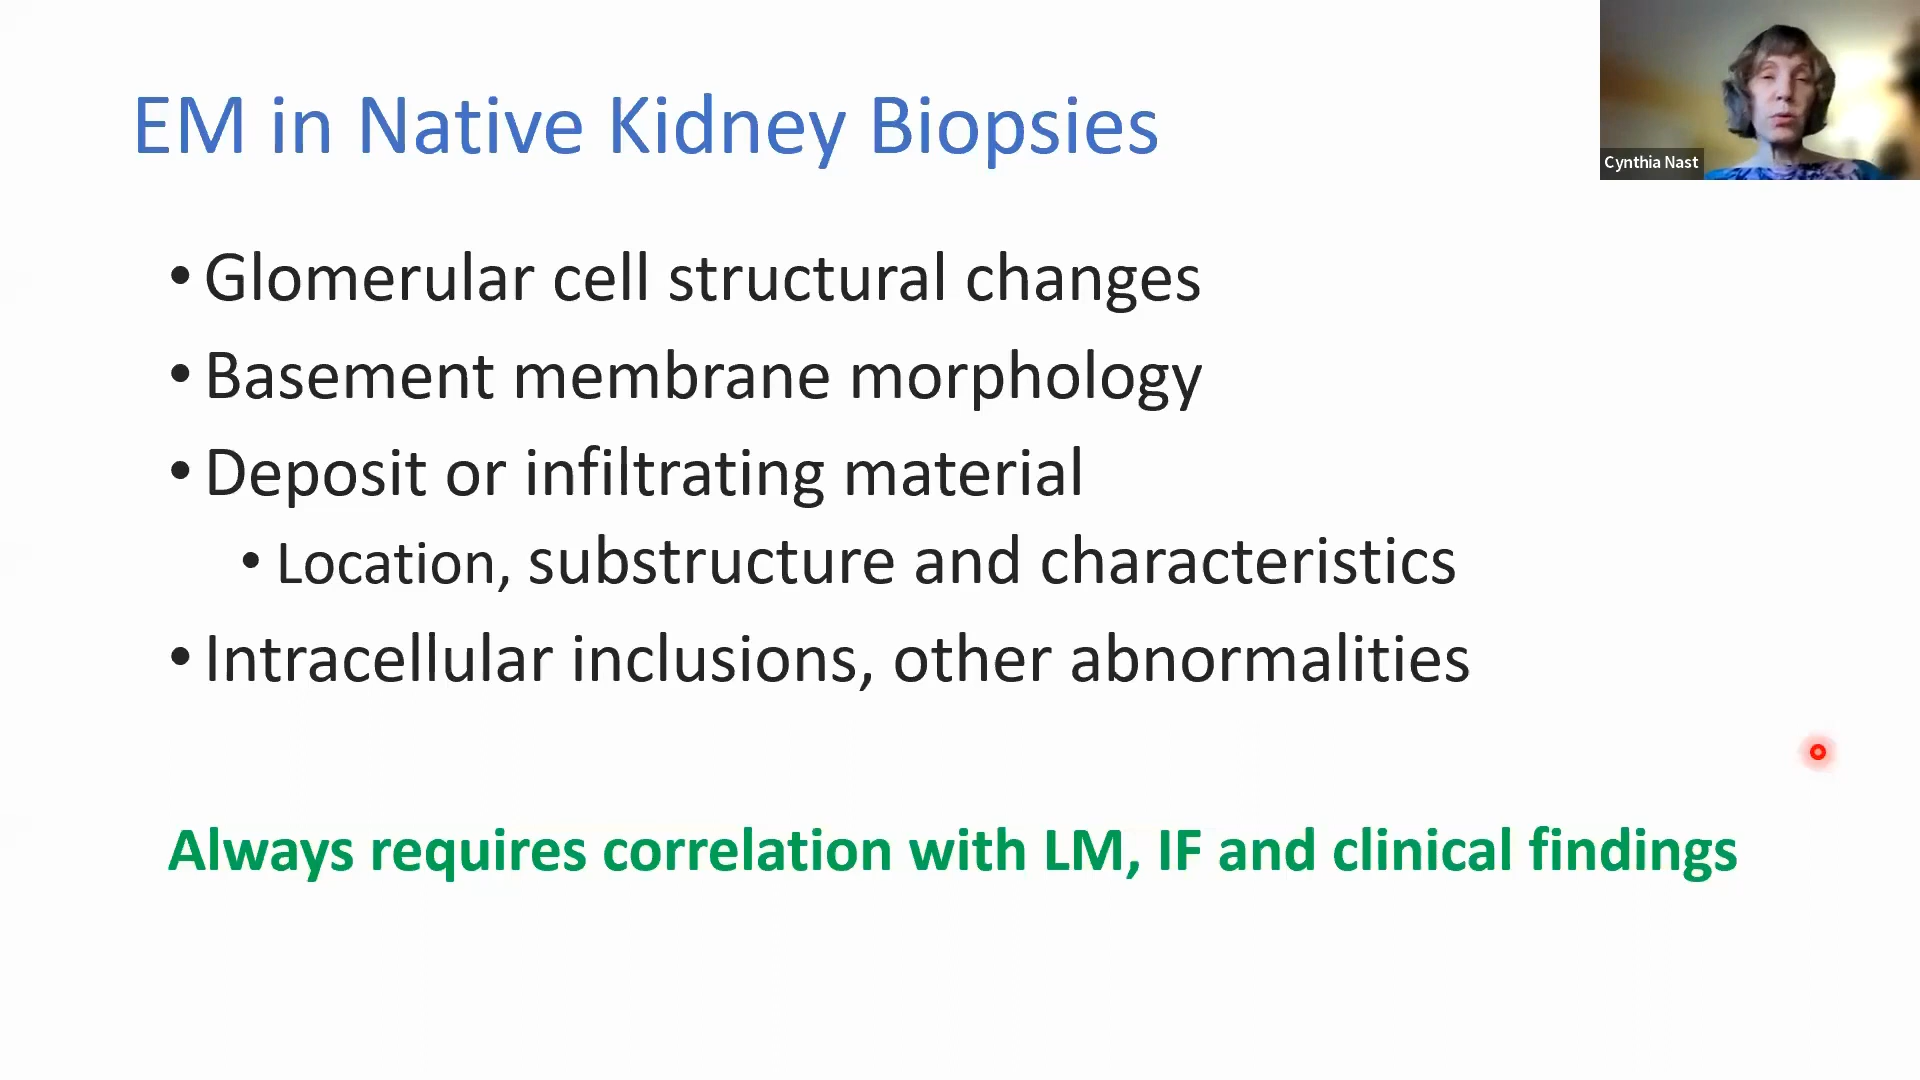 EM in Native Kidney Biopsies
Cynthia Nast
• Glomerular cell structural changes
• Basement membrane morphology
• Deposit or infiltrating material
• Location, substructure and characteristics
• Intracellular inclusions, other abnormalities
Always requires correlation with LM, IF and clinical findings